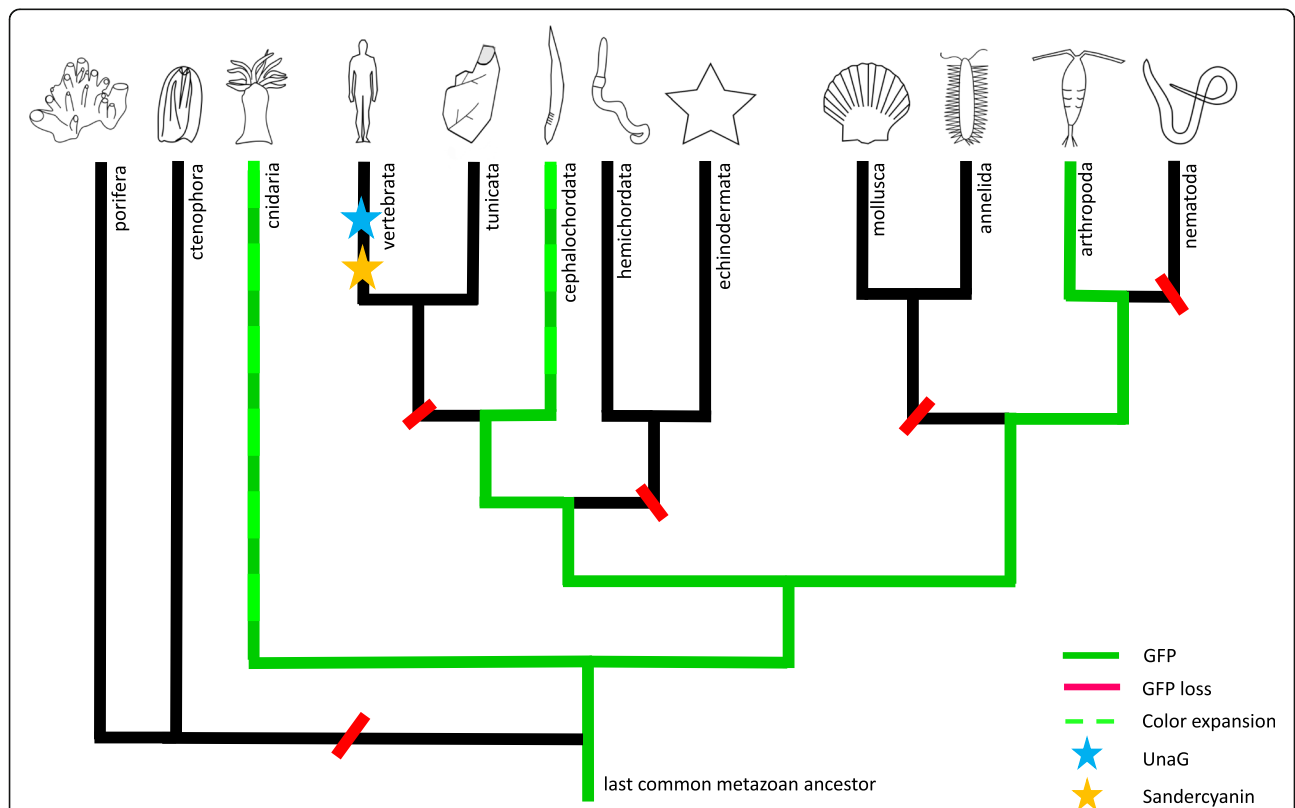 porifera
ctenophora
cnidaria
vertebrata
tunicata
cephalochordata
hemichordata
echinodermata
mollusca
annelida
arthropoda
nematoda
last common metazoan ancestor
GFP
GFP loss
Color expansion
UnaG
Sandercyanin